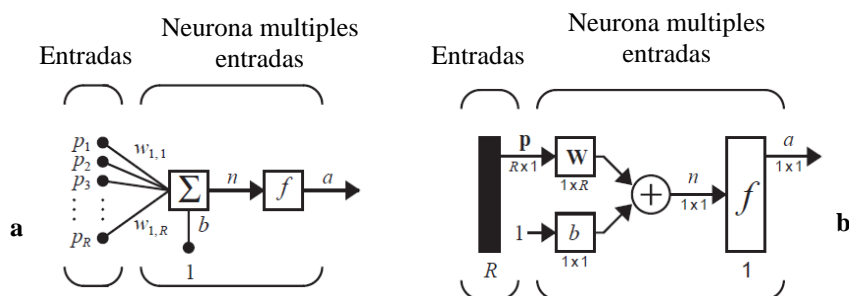 Neurona multiples
entradas
Entradas
p1
p2
p3
pR
w1,1
w1,R
Σ
n
f
a
b
1
a
Neurona multiples
entradas
Entradas
p
R x 1
W
1 x R
1
b
1 x 1
+
n
1 x 1
f
a
1 x 1
R
1
b